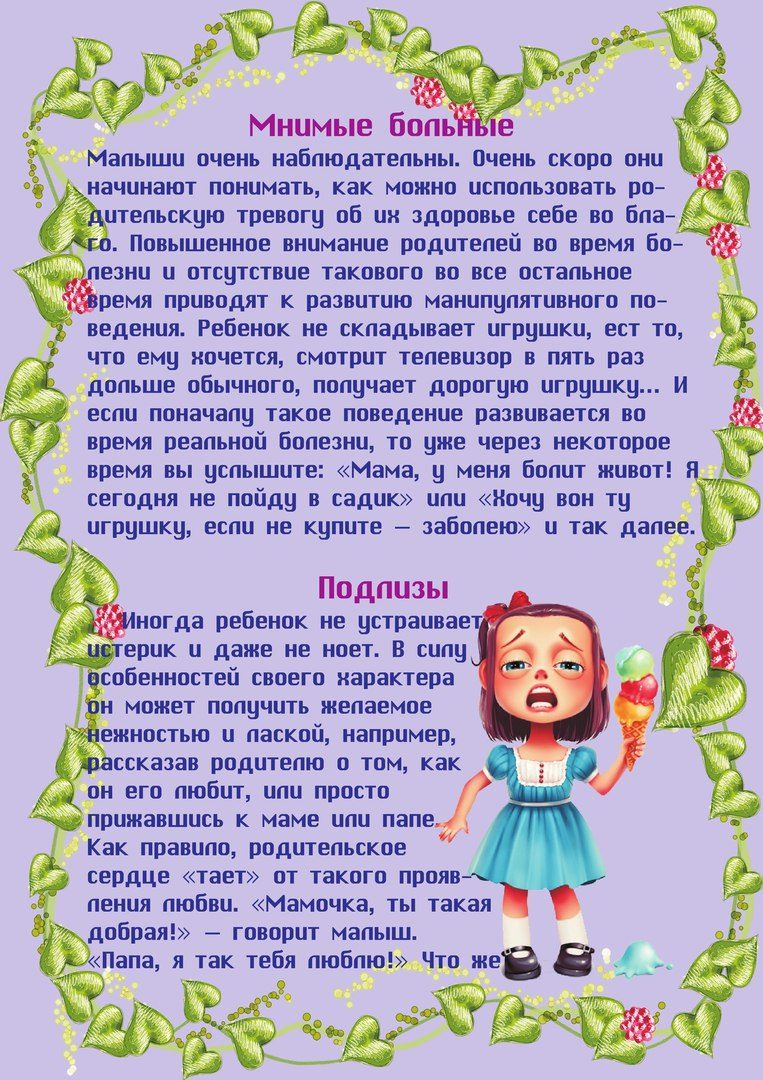 Мнимые больные
Малыши очень наблюдательны. Очень скоро они
начинают понимать, как можно использовать ро-
дительскую тревогу об их здоровье себе во бла-
го. Повышенное внимание родителей во время бо-
лезни и отсутствие такового во все остальное
время приводят к развитию манипулятивного по-
ведения. Ребенок не складывает игрушки, ест то,
что ему хочется, смотрит телевизор в пять раз
дольше обычного, получает дорогую игрушку... И
если поначалу такое поведение развивается во
время реальной болезни, то уже через некоторое
время вы услышите: «Мама, у меня болит живот! Я
сегодня не пойду в садик» или «Хочу вон ту
игрушку, если не купите — заболею» и так далее.
Подлизы
Иногда ребенок не устраивает
истерик и даже не ноет. В силу
особенностей своего характера
он может получить желаемое
нежностью и лаской, например,
рассказав родителю о том, как
он его любит, или просто
прижавшись к маме или папе.
Как правило, родительское
сердце «тает» от такого прояв-
ления любви. «Мамочка, ты такая
добрая!» — говорит малыш.
«Папа, я так тебя люблю!» Что же